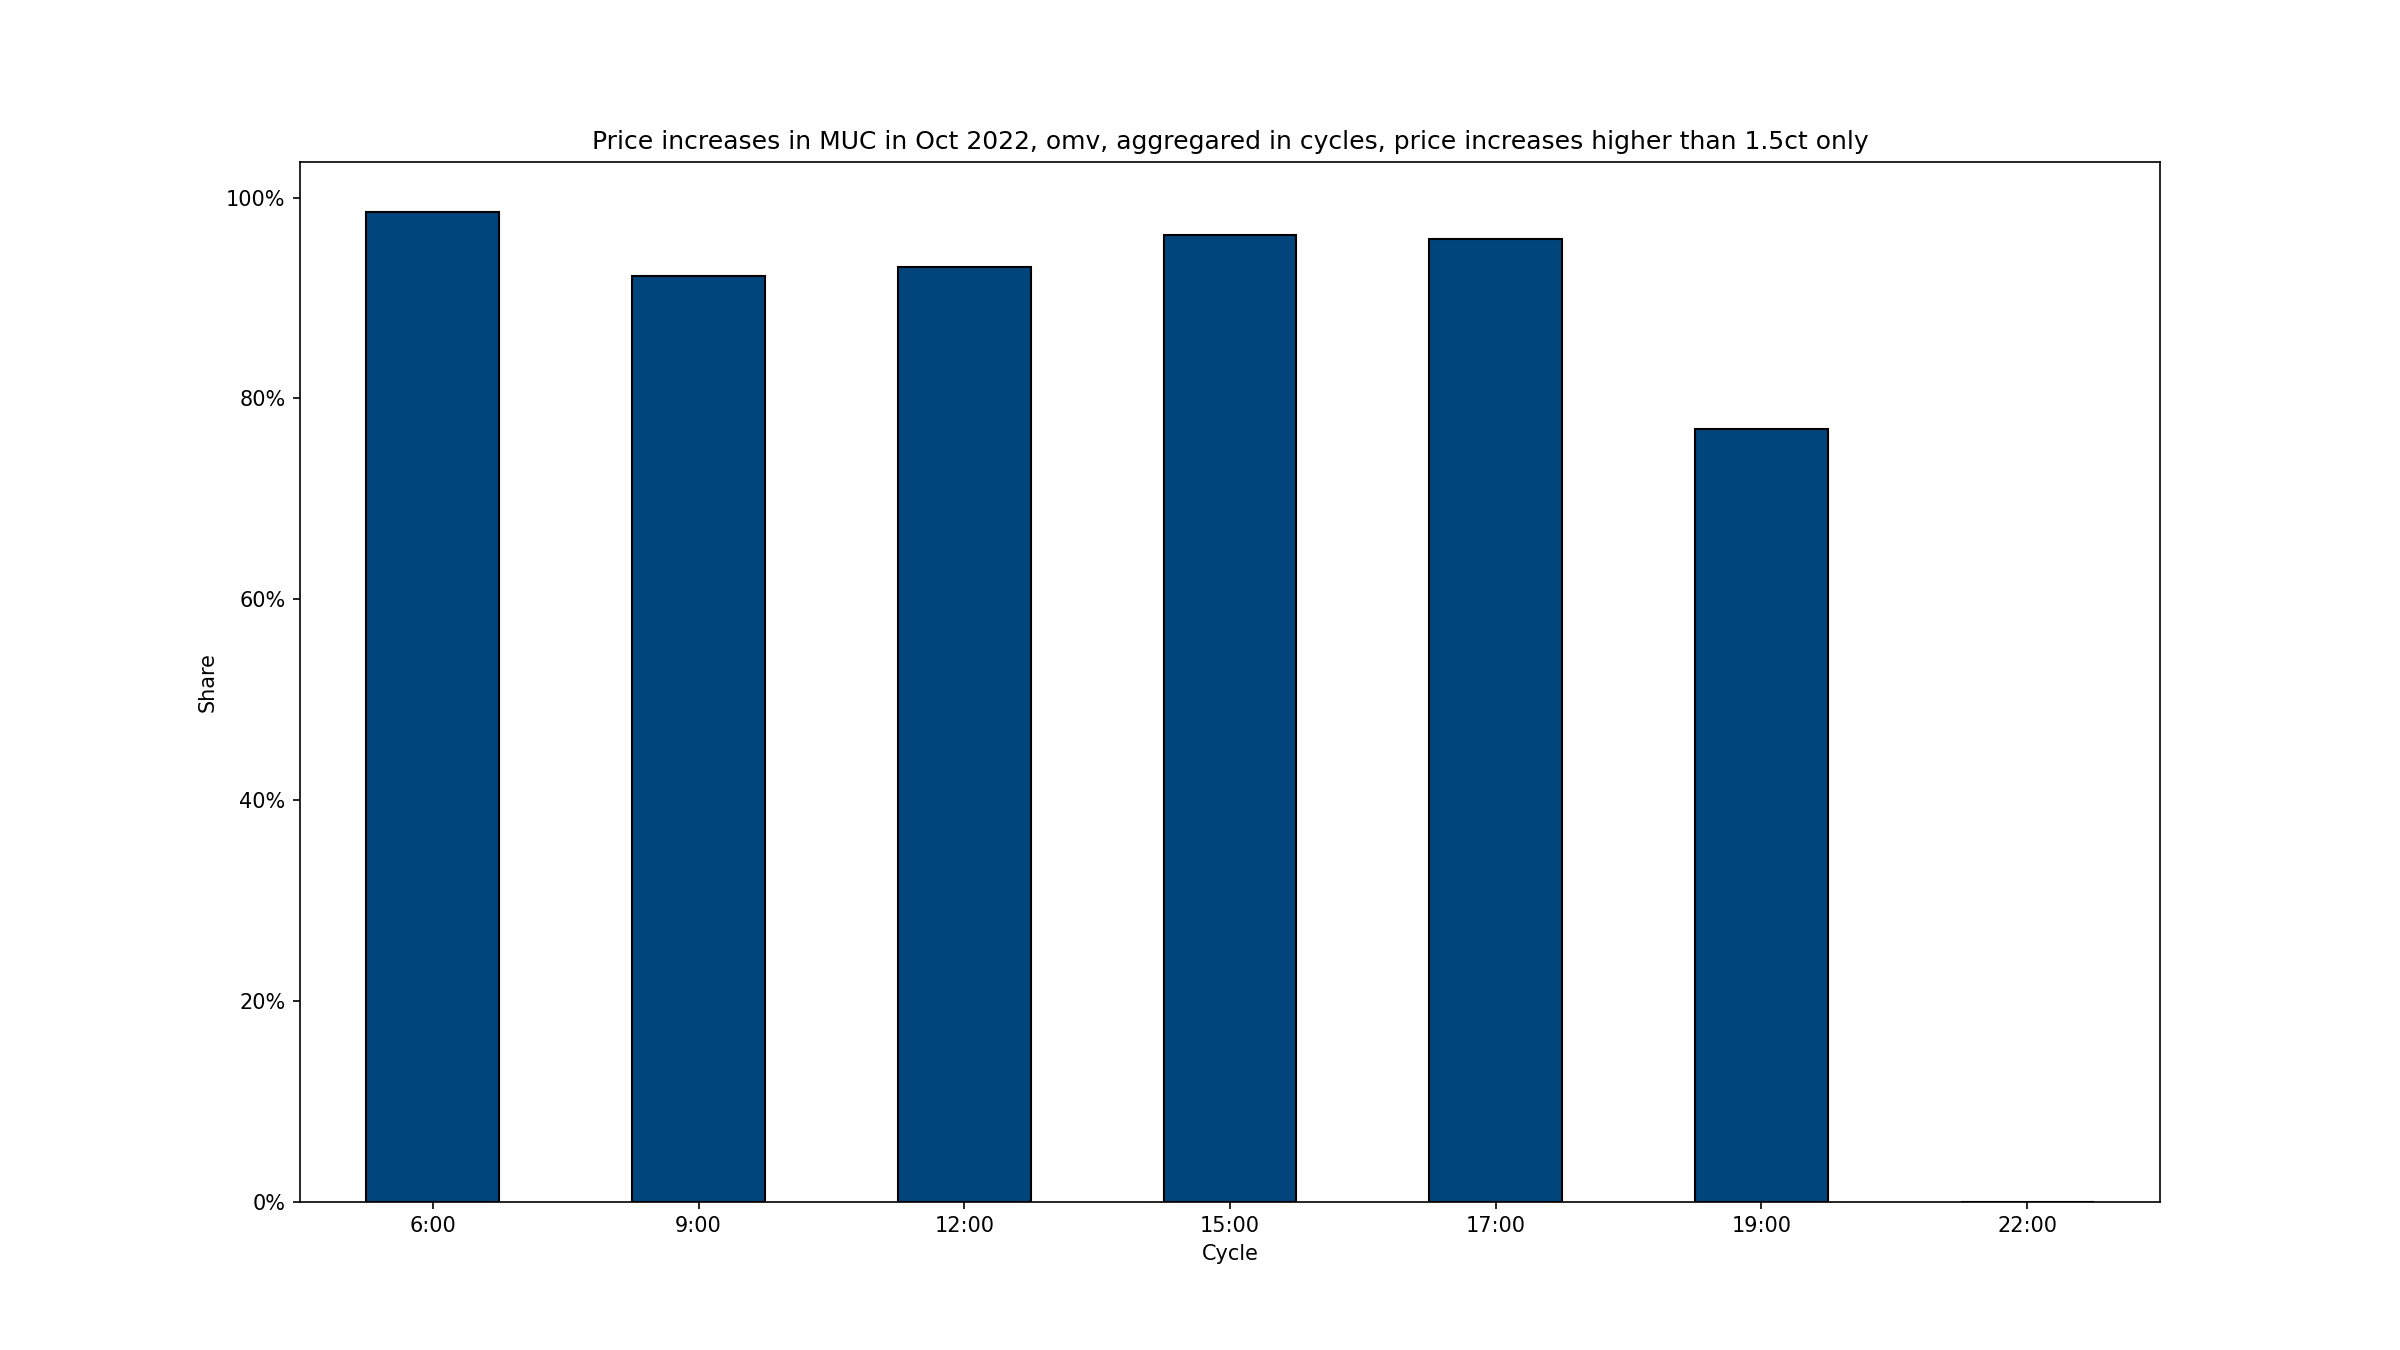 Price increases in MUC in Oct 2022, omv, aggregared in cycles, price increases higher than 1.5ct only
100%
80%
60%
40%
20%
0%
Share
6:00 9:00 12:00 15:00 17:00 19:00 22:00
Cycle